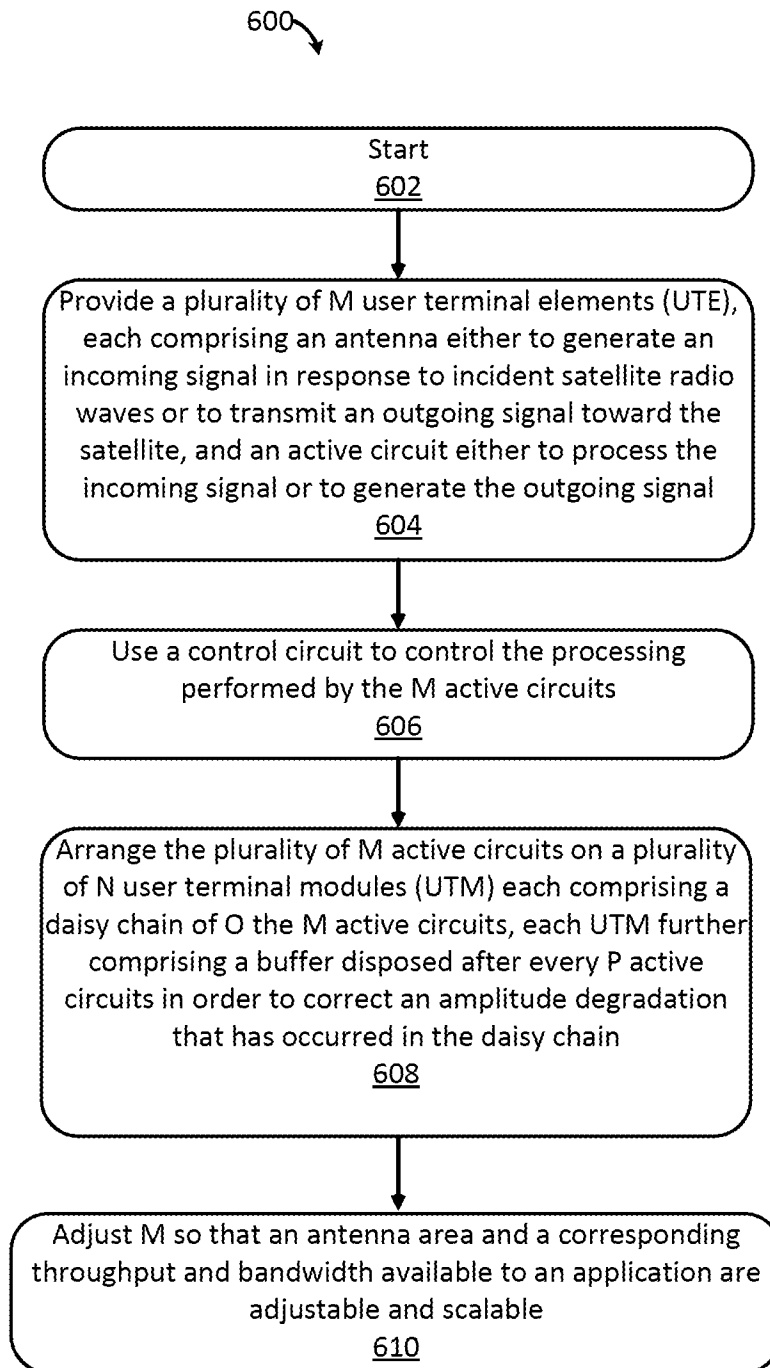 600
Start
602
Provide a plurality of M user terminal elements (UTE),
each comprising an antenna either to generate an
incoming signal in response to incident satellite radio
waves or to transmit an outgoing signal toward the
satellite, and an active circuit either to process the
incoming signal or to generate the outgoing signal
604
Use a control circuit to control the processing
performed by the M active circuits
606
Arrange the plurality of M active circuits on a plurality
of N user terminal modules (UTM) each comprising a
daisy chain of O the M active circuits, each UTM further
comprising a buffer disposed after every P active
circuits in order to correct an amplitude degradation
that has occurred in the daisy chain
608
Adjust M so that an antenna area and a corresponding
throughput and bandwidth available to an application are
adjustable and scalable
610